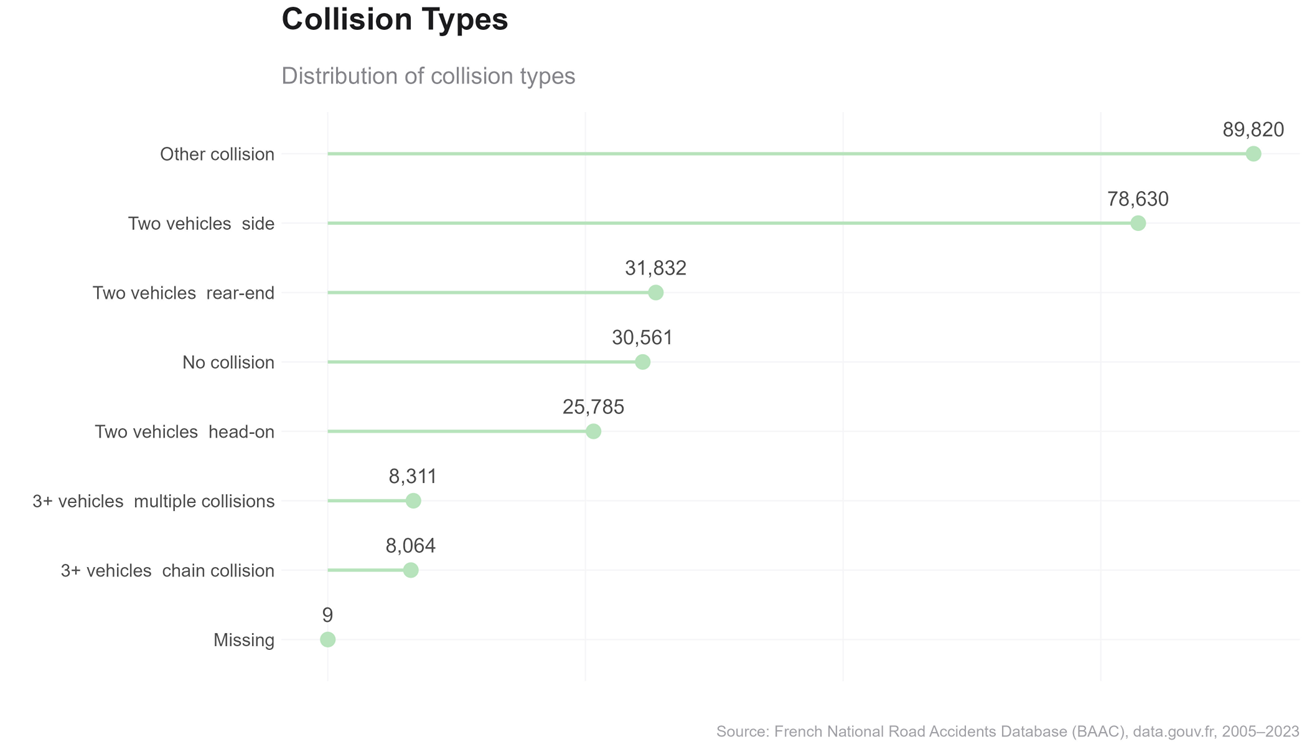 Collision Types
Distribution of collision types
89,820
Other collision
78,630
Two vehicles  side
31,832
Two vehicles  rear-end
30,561
No collision
25,785
Two vehicles  head-on
8,311
3+ vehicles  multiple collisions
8,064
3+ vehicles  chain collision
9
Missing
Source: French National Road Accidents Database (BAAC), data.gouv.fr, 2005–2023